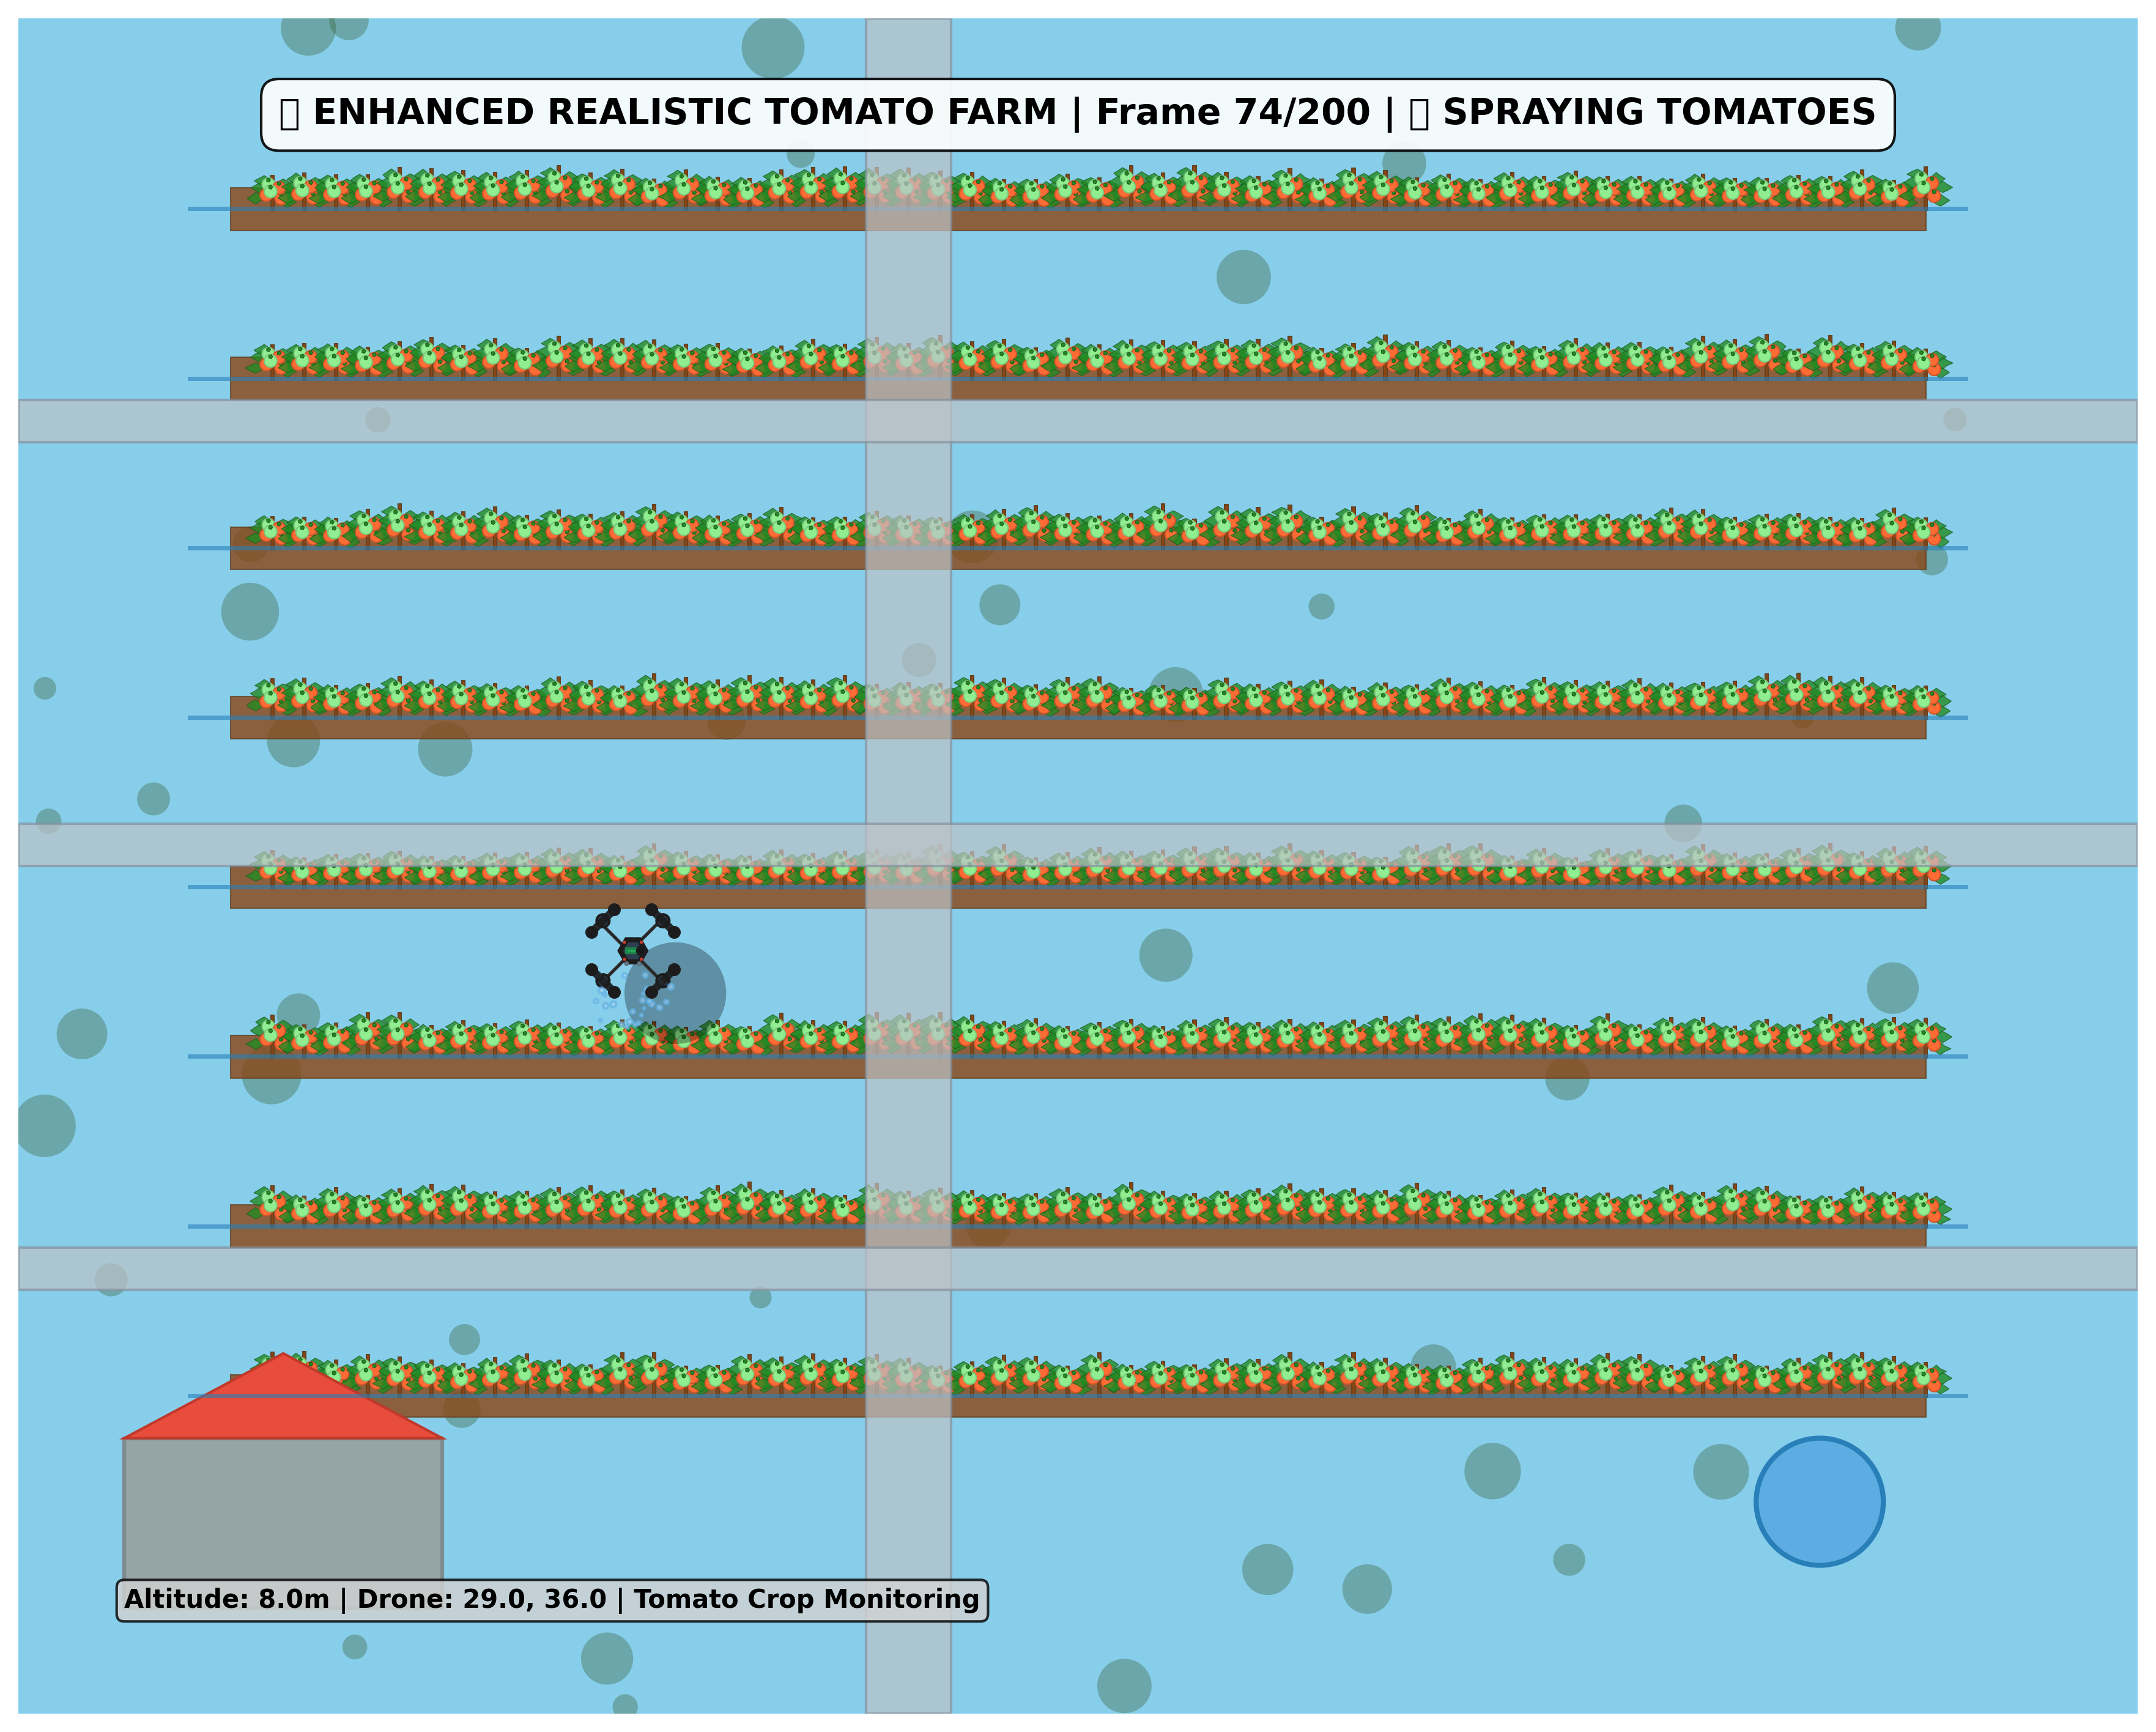 ▯ ENHANCED REALISTIC TOMATO FARM | Frame 74/200 | ▯ SPRAYING TOMATOES
Altitude: 8.0m | Drone: 29.0, 36.0 | Tomato Crop Monitoring